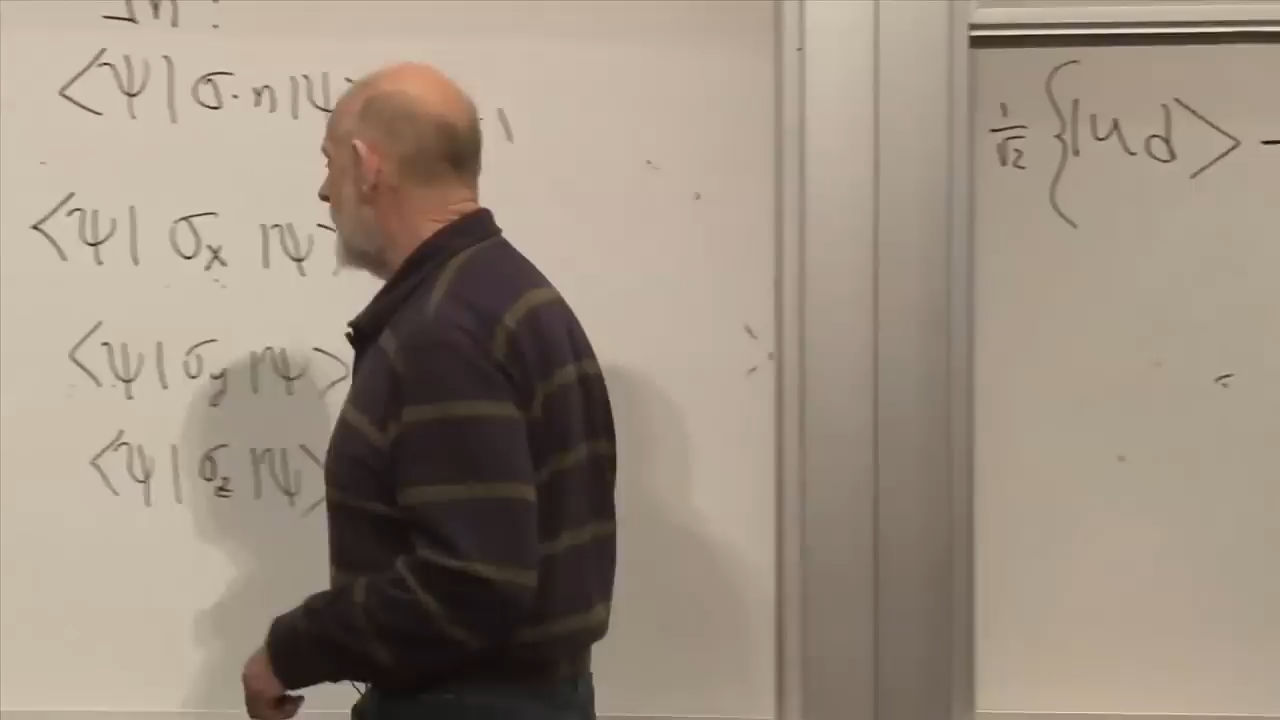 ⟨ψ| σ·n |ψ
⟨ψ| σx |ψ⟩
⟨ψ| σy |ψ⟩
⟨ψ| σz |ψ⟩
1/√2 { |ud⟩ -